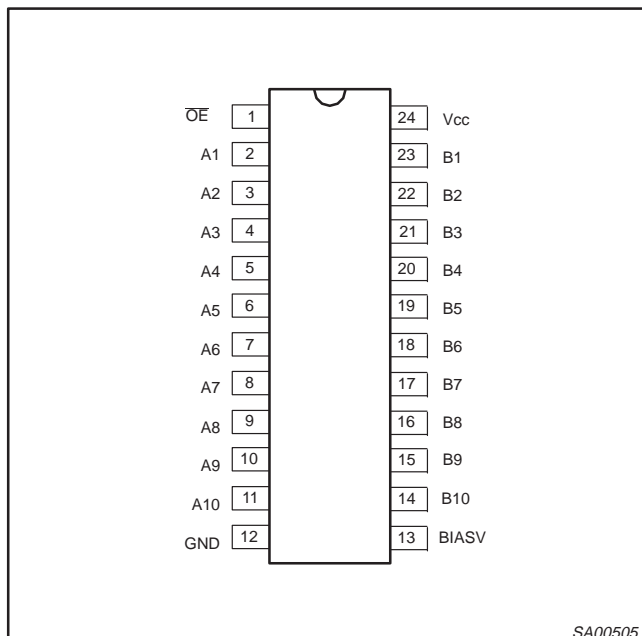 OE 1 24 Vcc
A1 2 23 B1
A2 3 22 B2
A3 4 21 B3
A4 5 20 B4
A5 6 19 B5
A6 7 18 B6
A7 8 17 B7
A8 9 16 B8
A9 10 15 B9
A10 11 14 B10
GND 12 13 BIASV
SA00505